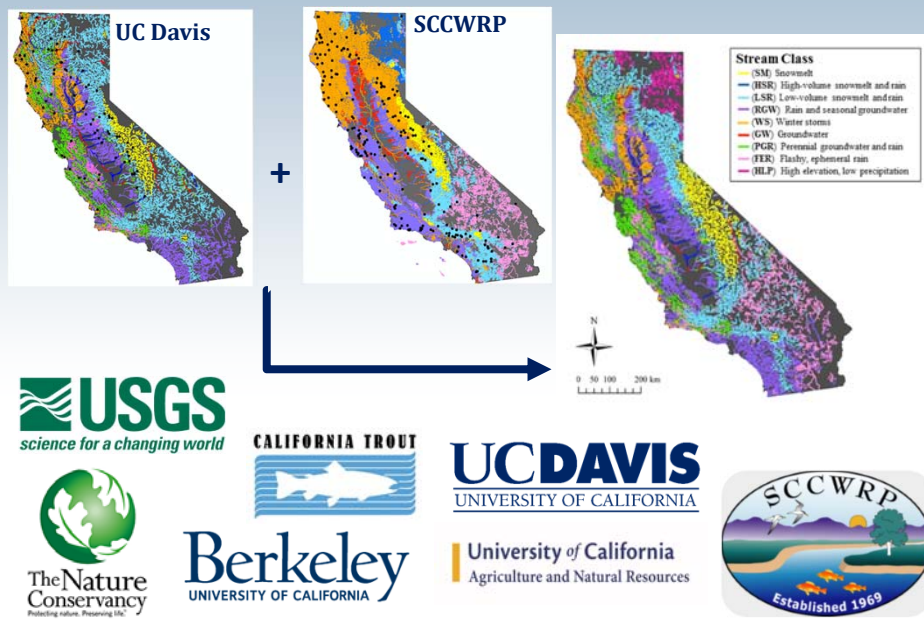 UC Davis
SCCWRP
Stream Class
(SM) Snowmelt
(HSR) High-volume snowmelt and rain
(LSR) Low-volume snowmelt and rain
(RGW) Rain and seasonal groundwater
(WS) Winter storms
(GW) Groundwater
(PGR) Perennial groundwater and rain
(FER) Flashy, ephemeral rain
(HLP) High elevation, low precipitation
+
N
0 50 100 200 km
USGS
science for a changing world
CALIFORNIA TROUT
UCDAVIS
UNIVERSITY OF CALIFORNIA
SCCWRP
Established 1969
The Nature
Conservancy
Protecting nature. Preserving life.™
Berkeley
UNIVERSITY OF CALIFORNIA
University of California
Agriculture and Natural Resources